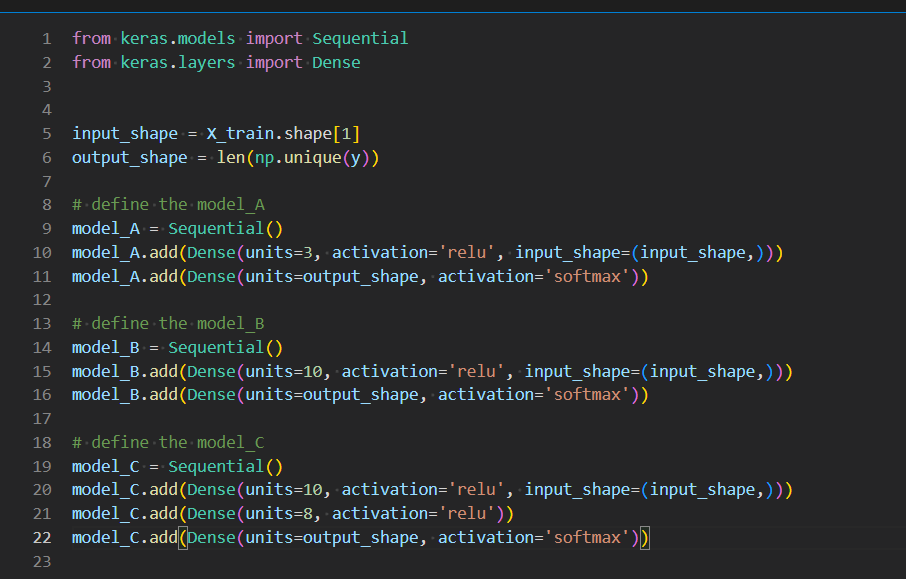 1 from keras.models import Sequential
2 from keras.layers import Dense
3
4
5 input_shape = X_train.shape[1]
6 output_shape = len(np.unique(y))
7
8 # define the model_A
9 model_A = Sequential()
10 model_A.add(Dense(units=3, activation='relu', input_shape=(input_shape,)))
11 model_A.add(Dense(units=output_shape, activation='softmax'))
12
13 # define the model_B
14 model_B = Sequential()
15 model_B.add(Dense(units=10, activation='relu', input_shape=(input_shape,)))
16 model_B.add(Dense(units=output_shape, activation='softmax'))
17
18 # define the model_C
19 model_C = Sequential()
20 model_C.add(Dense(units=10, activation='relu', input_shape=(input_shape,)))
21 model_C.add(Dense(units=8, activation='relu'))
22 model_C.add(Dense(units=output_shape, activation='softmax'))
23